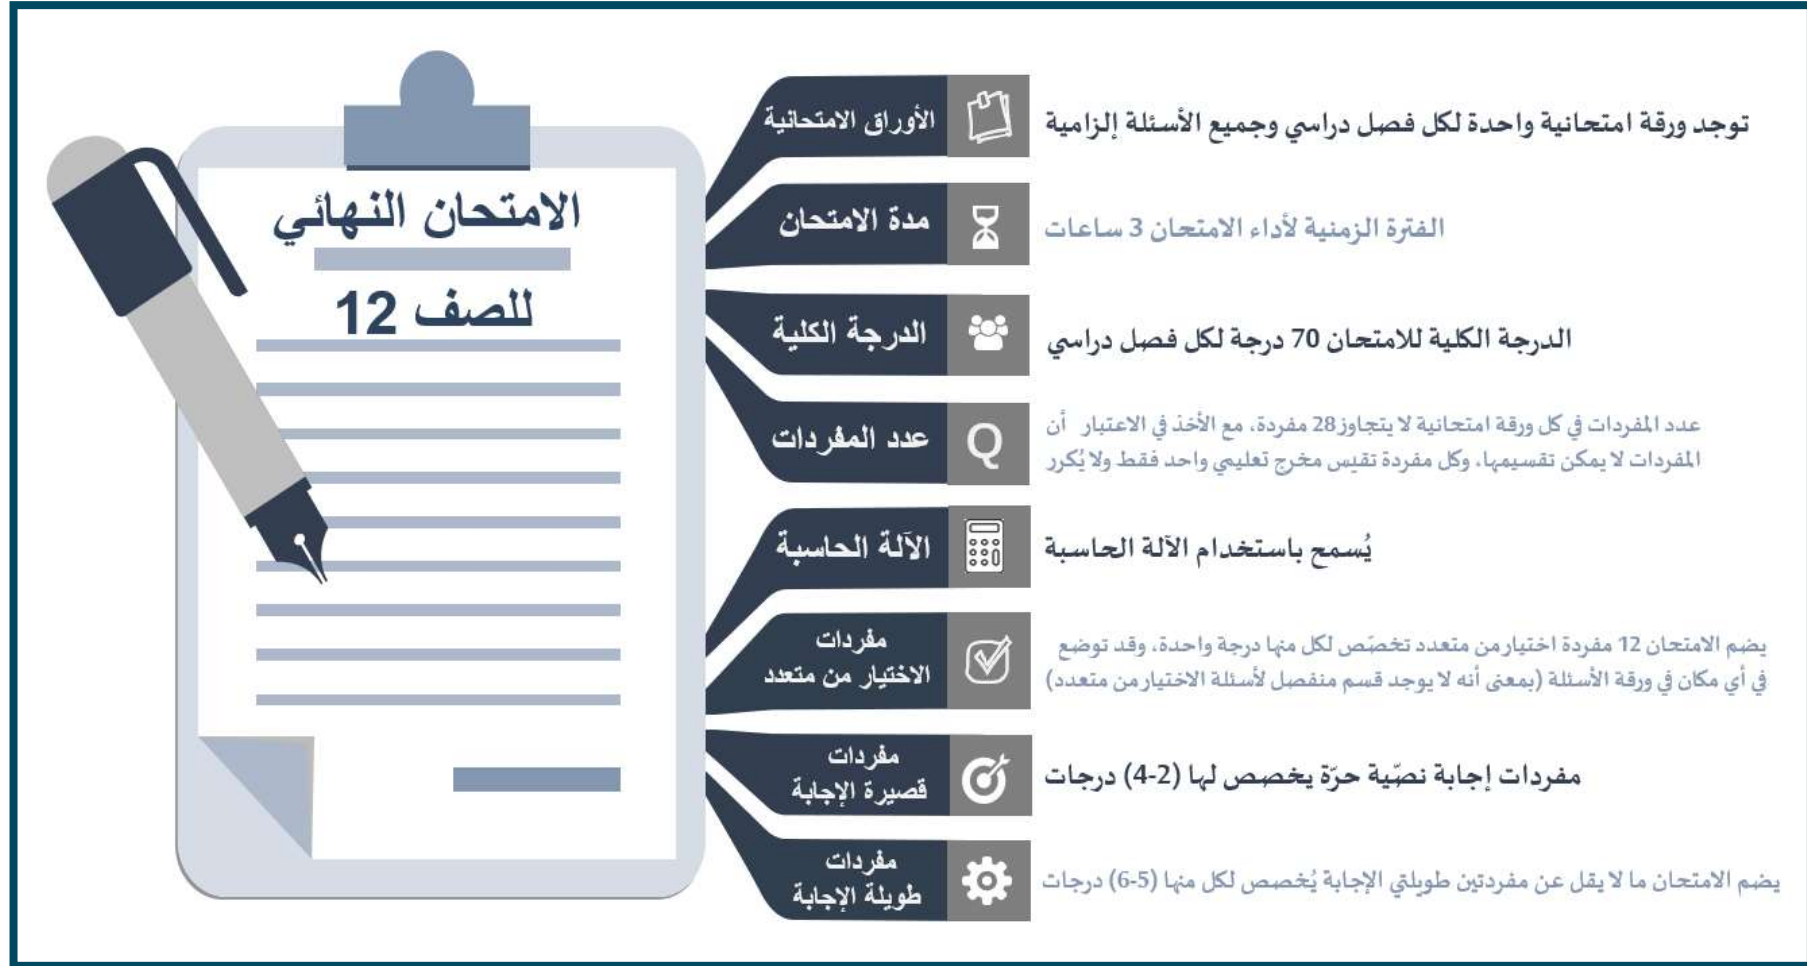 الامتحان النهائي
للصف 12
الأوراق الامتحانية
توجد ورقة امتحانية واحدة لكل فصل دراسي وجميع الأسئلة إلزامية
مدة الامتحان
الفترة الزمنية لأداء الامتحان 3 ساعات
الدرجة الكلية
الدرجة الكلية للامتحان 70 درجة لكل فصل دراسي
عدد المفردات
Q
عدد المفردات في كل ورقة امتحانية لا يتجاوز 28 مفردة، مع الأخذ في الاعتبار أن
المفردات لا يمكن تقسيمها، وكل مفردة تقيس مخرج تعليمي واحد فقط ولا يُكرر
الآلة الحاسبة
يُسمح باستخدام الآلة الحاسبة
مفردات
الاختيار من متعدد
يضم الامتحان 12 مفردة اختيار من متعدد تخصّص لكل منها درجة واحدة، وقد توضع
في أي مكان في ورقة الأسئلة (بمعنى أنه لا يوجد قسم منفصل لأسئلة الاختيار من متعدد)
مفردات
قصيرة الإجابة
مفردات إجابة نصّية حرّة يخصص لها (2-4) درجات
مفردات
طويلة الإجابة
يضم الامتحان ما لا يقل عن مفردتين طويلتي الإجابة يُخصص لكل منها (5-6) درجات